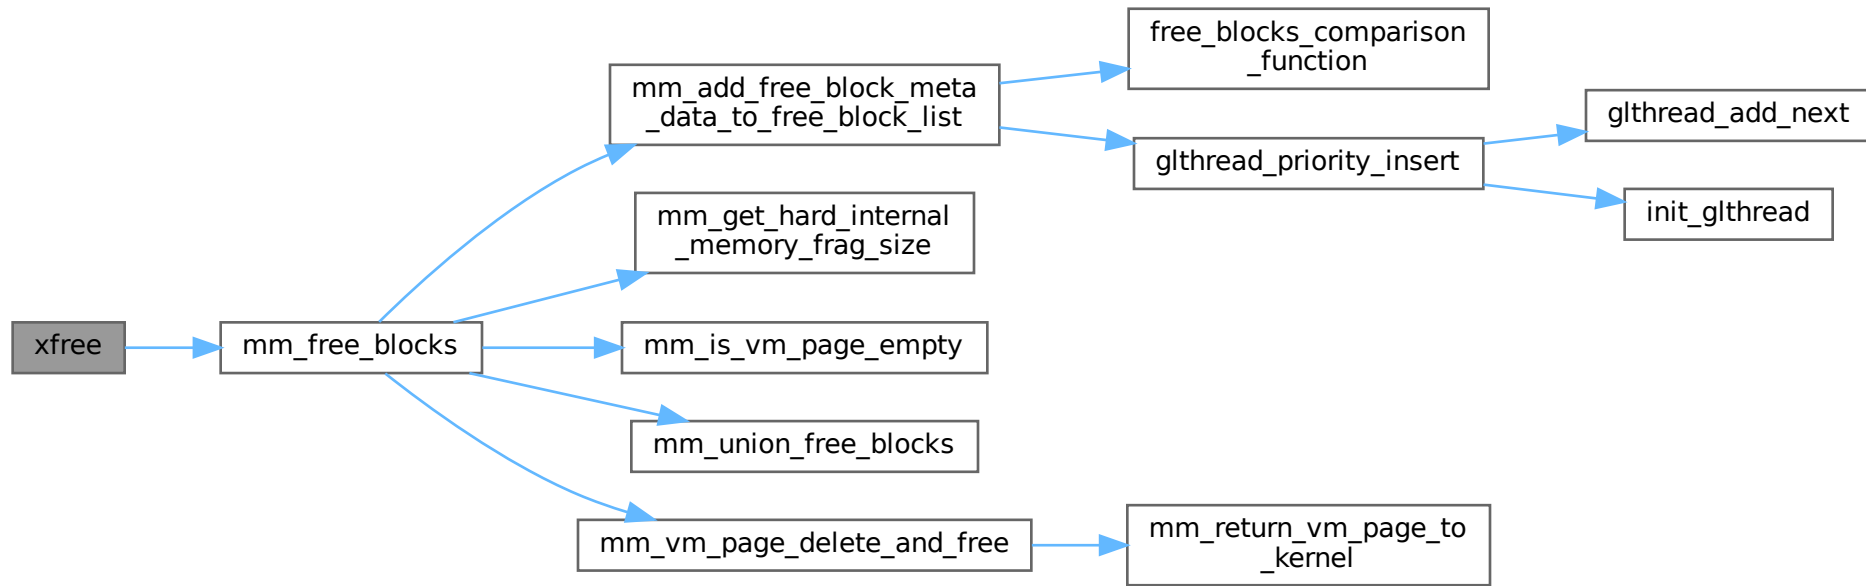 xfree
mm_free_blocks
mm_add_free_block_meta
_data_to_free_block_list
free_blocks_comparison
_function
glthread_priority_insert
glthread_add_next
init_glthread
mm_get_hard_internal
_memory_frag_size
mm_is_vm_page_empty
mm_union_free_blocks
mm_vm_page_delete_and_free
mm_return_vm_page_to
_kernel